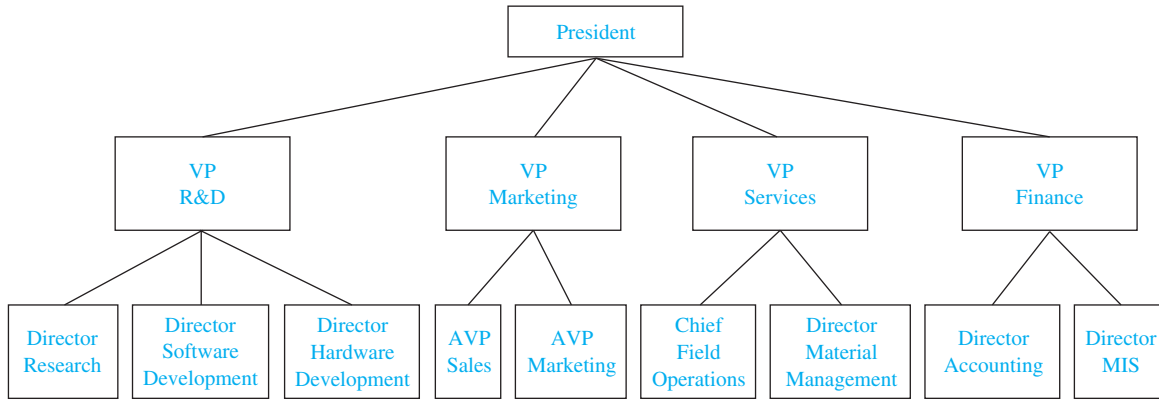 President
VP
R&D
VP
Marketing
VP
Services
VP
Finance
Director
Research
Director
Software
Development
Director
Hardware
Development
AVP
Sales
AVP
Marketing
Chief
Field
Operations
Director
Material
Management
Director
Accounting
Director
MIS